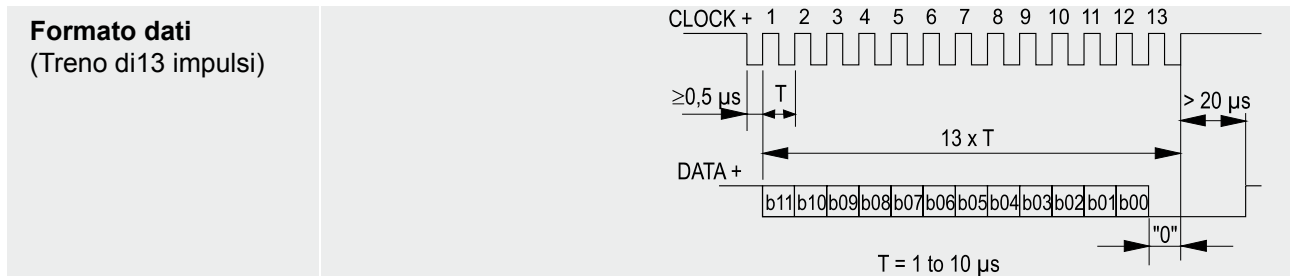 Formato dati
(Treno di13 impulsi)
CLOCK + 1 2 3 4 5 6 7 8 9 10 11 12 13
≥0,5 µs T > 20 µs
13 x T
DATA +
b11 b10 b09 b08 b07 b06 b05 b04 b03 b02 b01 b00
"0"
T = 1 to 10 µs